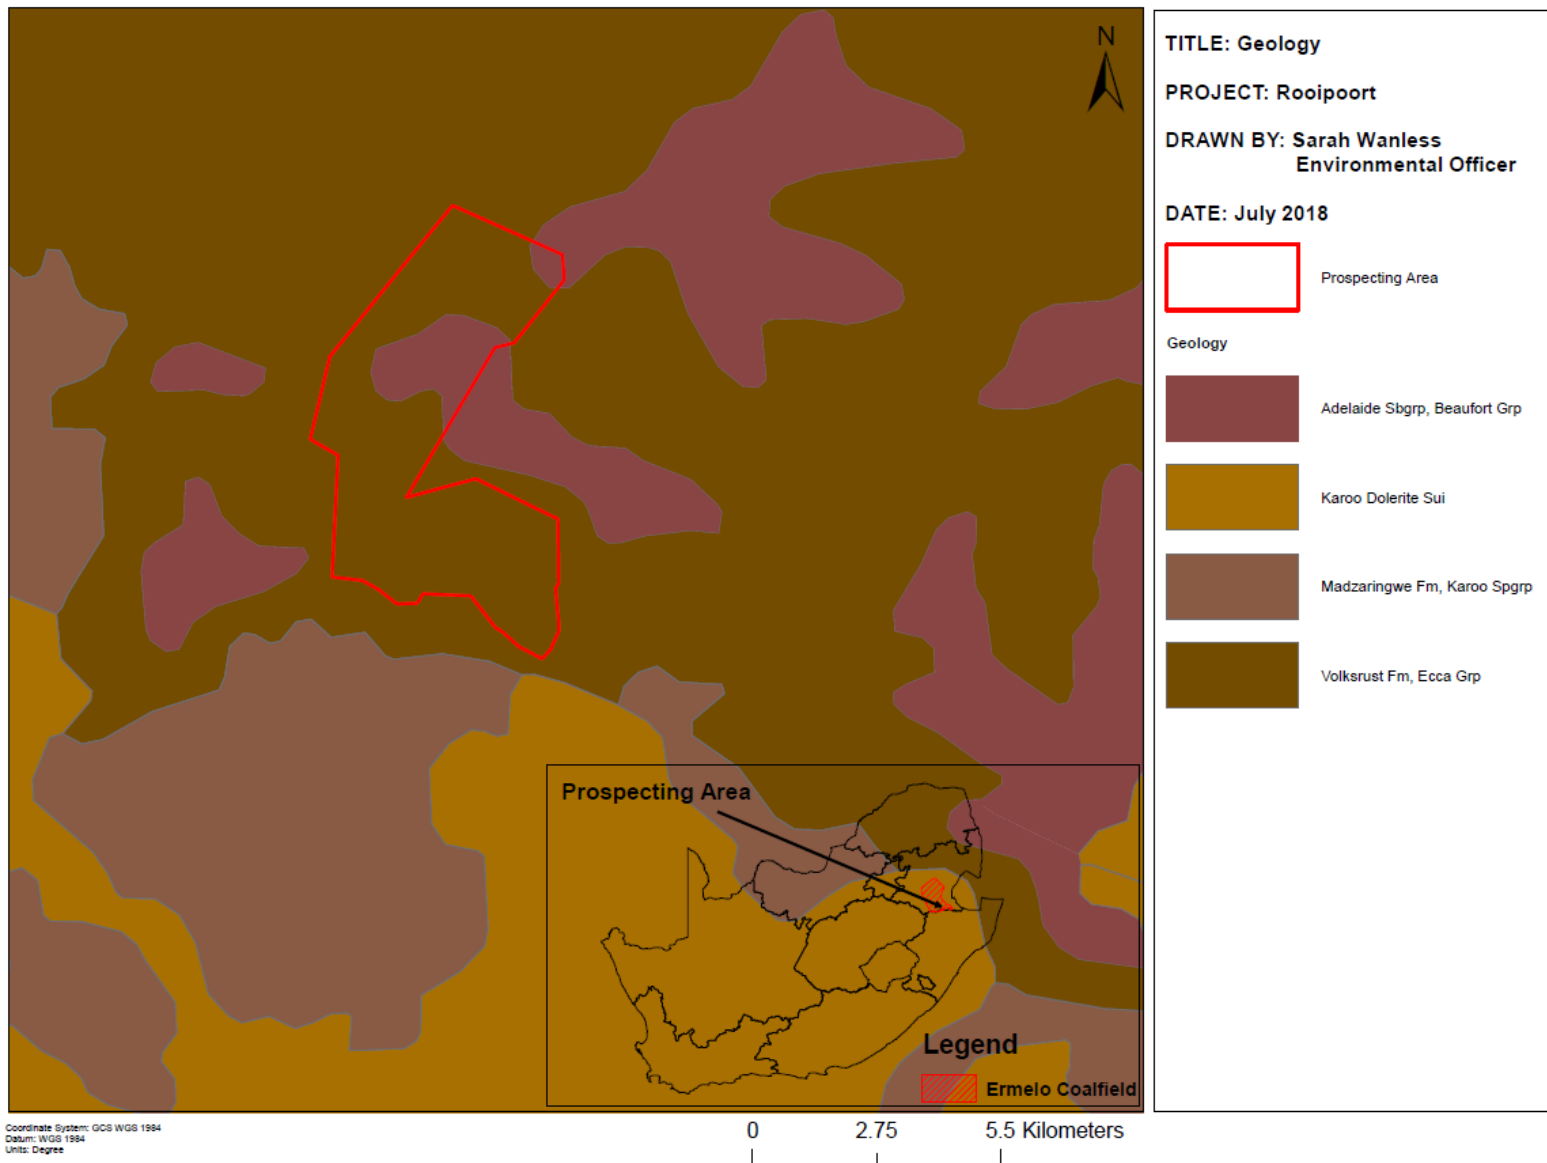 N
Prospecting Area
Legend
Ermelo Coalfield
TITLE: Geology
PROJECT: Rooipoort
DRAWN BY: Sarah Wanless
Environmental Officer
DATE: July 2018
Prospecting Area
Geology
Adelaide Sbgrp, Beaufort Grp
Karoo Dolerite Sui
Madzaringwe Fm, Karoo Spgrp
Volksrust Fm, Ecca Grp
Coordinate System: GCS WGS 1984
Datum: WGS 1984
Units: Degree
0 2.75 5.5 Kilometers